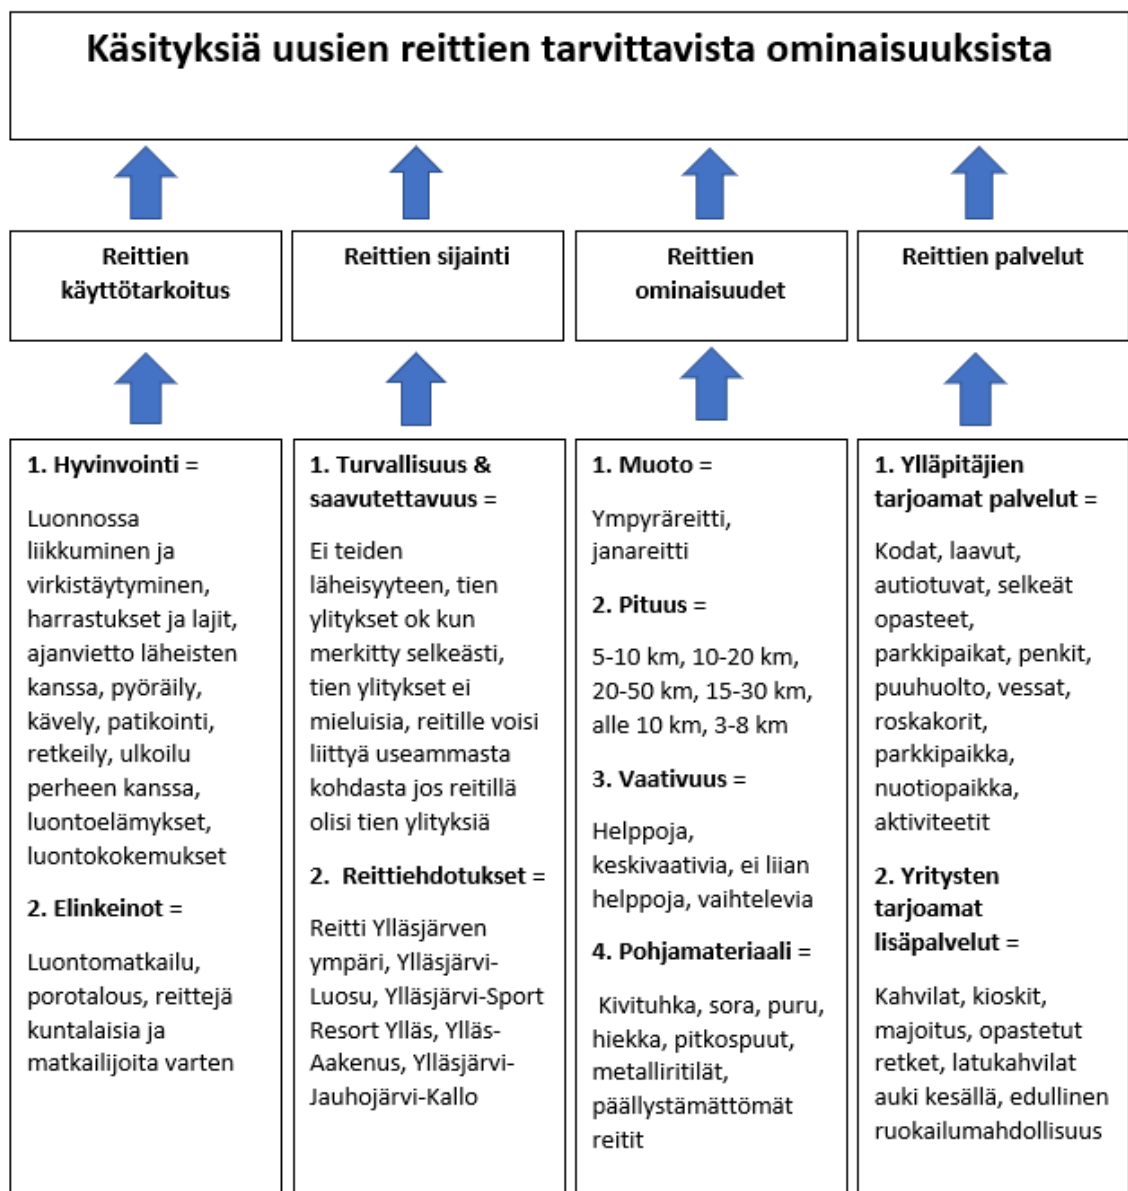 Käsityksiä uusien reittien tarvittavista ominaisuuksista
Reittien
käyttötarkoitus
Reittien sijainti
Reittien
ominaisuudet
Reittien palvelut
1. Hyvinvointi =
Luonnossa
liikkuminen ja
virkistäytyminen,
harrastukset ja lajit,
ajanvietto läheisten
kanssa, pyöräily,
kävely, patikointi,
retkeily, ulkoilu
perheen kanssa,
luontoelämykset,
luontokokemukset
2. Elinkeinot =
Luontomatkailu,
porotalous, reittejä
kuntalaisia ja
matkailijoita varten
1. Turvallisuus &
saavutettavuus =
Ei teiden
läheisyyteen, tien
ylitykset ok kun
merkitty selkeästi,
tien ylitykset ei
mieluisia, reitille voisi
liittyä useammasta
kohdasta jos reitillä
olisi tien ylityksiä
2. Reittiehdotukset =
Reitti Ylläsjärven
ympäri, Ylläsjärvi-
Luosu, Ylläsjärvi-Sport
Resort Ylläs, Ylläs-
Aakenus, Ylläsjärvi-
Jauhojärvi-Kallo
1. Muoto =
Ympyräreitti,
janareitti
2. Pituus =
5-10 km, 10-20 km,
20-50 km, 15-30 km,
alle 10 km, 3-8 km
3. Vaativuus =
Helppoja,
keskivaativia, ei liian
helppoja, vaihtelevia
4. Pohjamateriaali =
Kivituhka, sora, puru,
hiekka, pitkospuut,
metalliritilät,
päällystämättömät
reitit
1. Ylläpitäjien
tarjoamat palvelut =
Kodat, laavut,
autiotuvat, selkeät
opasteet,
parkkipaikat, penkit,
puuhuolto, vessat,
roskakorit,
parkkipaikka,
nuotiopaikka,
aktiviteetit
2. Yritysten
tarjoamat
lisäpalvelut =
Kahvilat, kioskit,
majoitus, opastetut
retket, latukahvilat
auki kesällä, edullinen
ruokailumahdollisuus